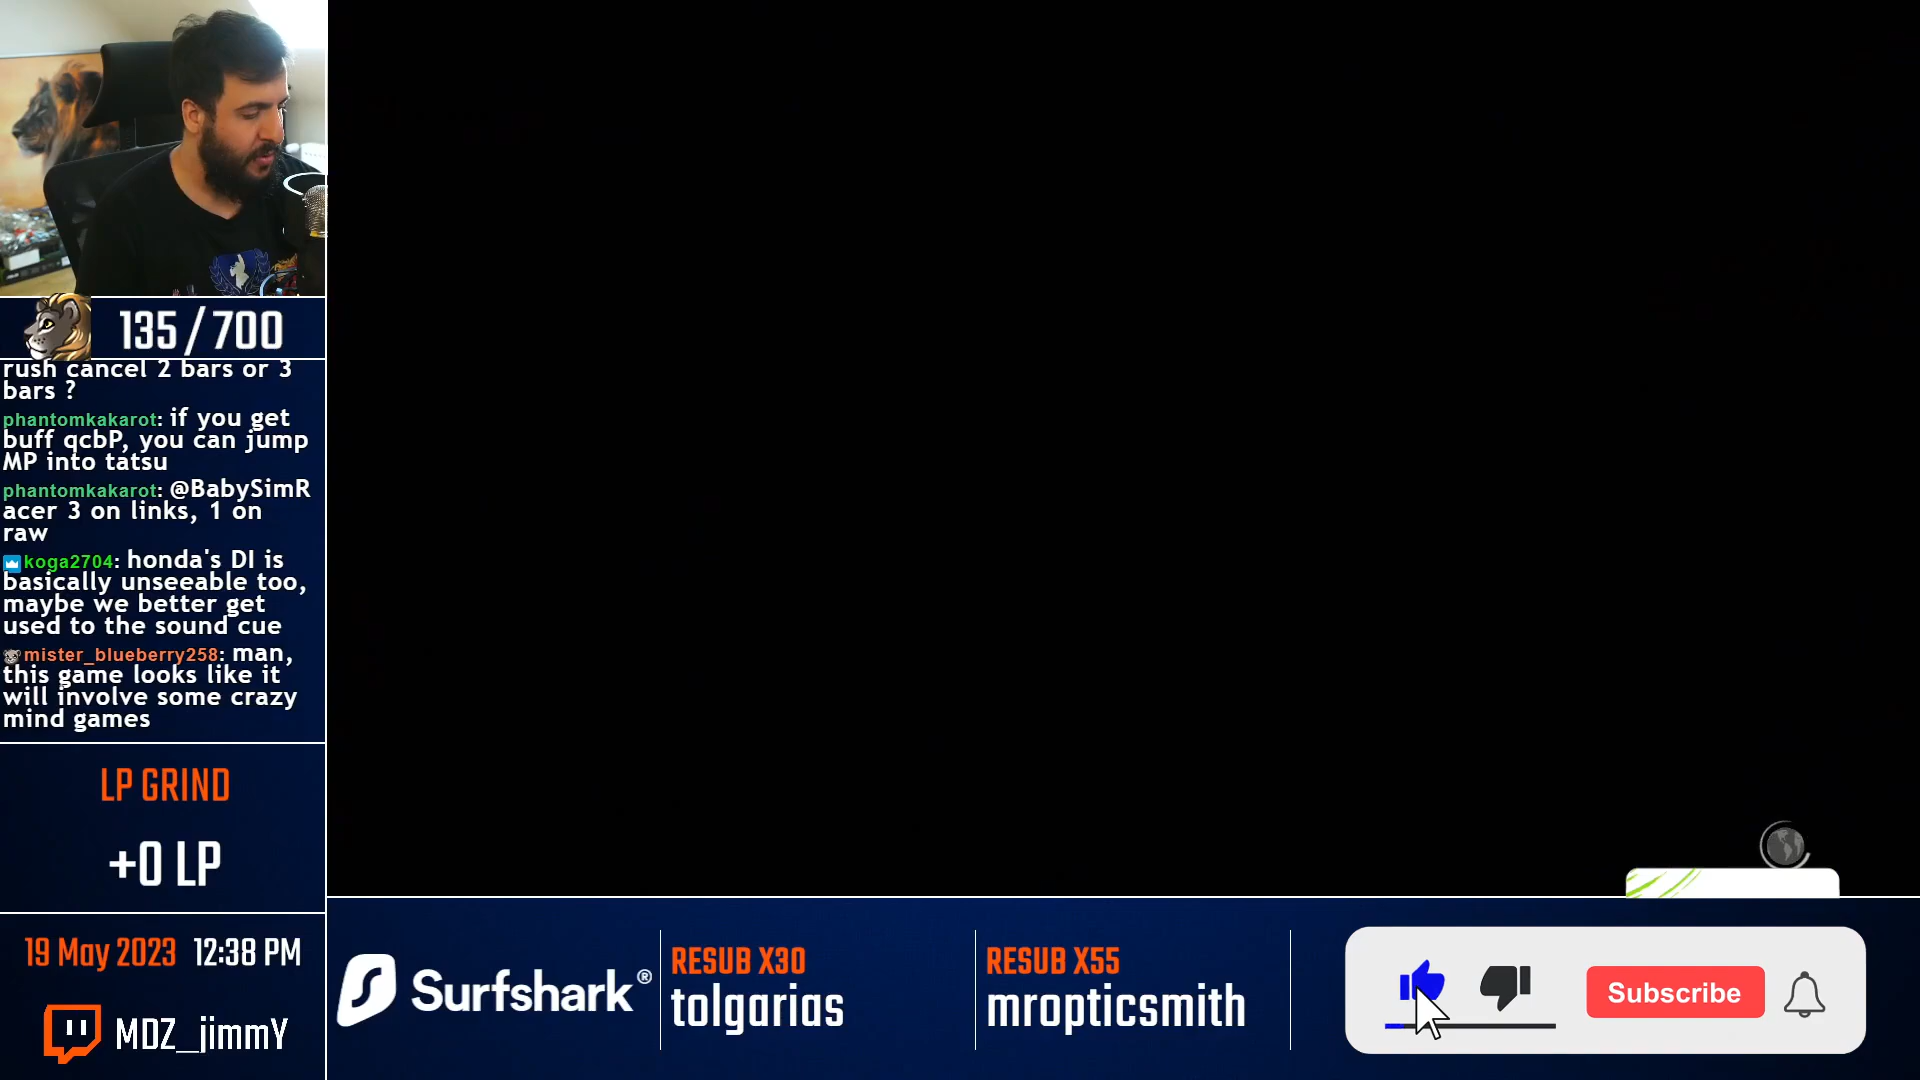 135/700
rush cancel 2 bars or 3
bars ?
phantomkakarot: if you get
buff qcbP, you can jump
MP into tatsu
phantomkakarot: @BabySimR
acer 3 on links, 1 on
raw
koga2704: honda's DI is
basically unseeable too,
maybe we better get
used to the sound cue
mister_blueberry258: man,
this game looks like it
will involve some crazy
mind games
LP GRIND
+0 LP
19 May 2023 12:38 PM
MDZ_jimmY
Surfshark®
RESUB X30
tolgarias
RESUB X55
mropticsmith
Subscribe